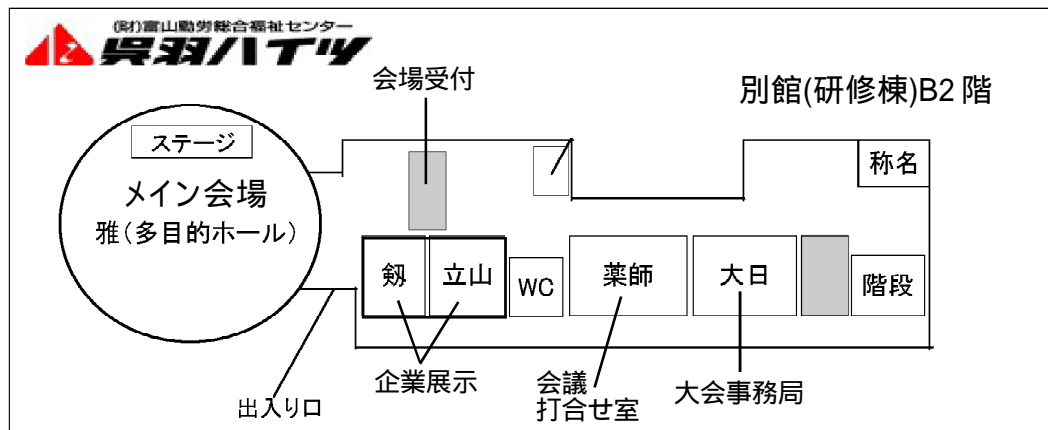 (財)富山勤労総合福祉センター
呉羽ハイツ
会場受付
別館(研修棟)B2階
ステージ
メイン会場
雅(多目的ホール)
称名
剱
立山
WC
薬師
大日
階段
企業展示
会議
打合せ室
大会事務局
出入り口